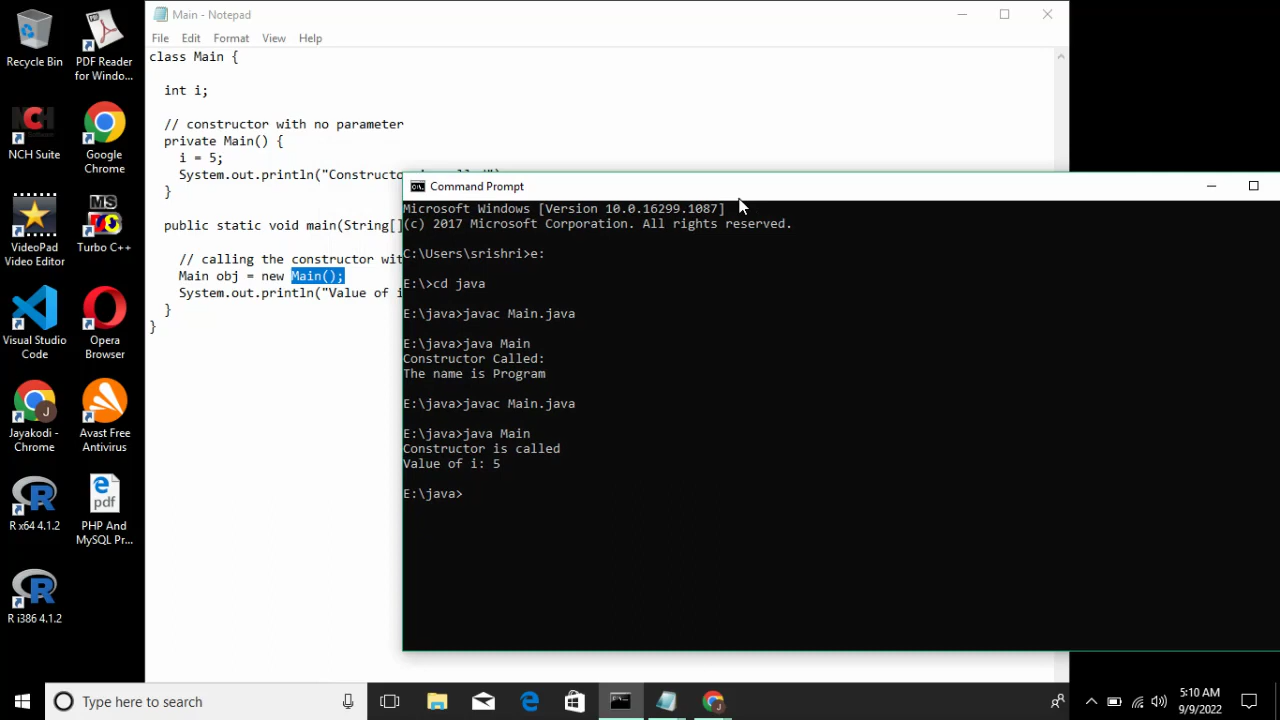 Main - Notepad
File Edit Format View Help
class Main {
int i;
// constructor with no parameter
private Main() {
i = 5;
System.out.println("Constructor
}
public static void main(String[]
// calling the constructor
Main obj = new Main();
System.out.println("Value of i
}
}
Command Prompt
Microsoft Windows [Version 10.0.16299.1087]
(c) 2017 Microsoft Corporation. All rights reserved.
C:\Users\srishri>e:
E:\>cd java
E:\java>javac Main.java
E:\java>java Main
Constructor Called:
The name is Program
E:\java>javac Main.java
E:\java>java Main
Constructor is called
Value of i: 5
E:\java>
Recycle Bin
PDF Reader
for Windo...
NCH Suite
Google
Chrome
VideoPad
Video Editor
MS
Turbo C++
Visual Studio
Code
Opera
Browser
J
Jayakodi -
Chrome
Avast Free
Antivirus
R x64 4.1.2
pdf
PHP And
MySQL Pr...
R i386 4.1.2
Type here to search
5:10 AM
9/9/2022